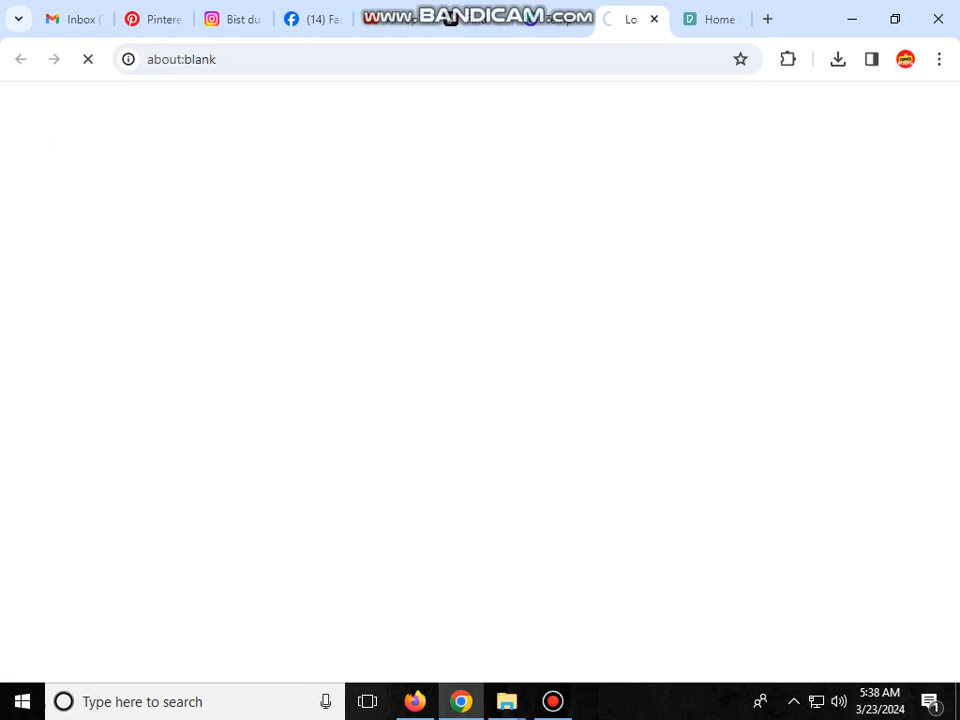 Inbox (
Pintere
Bist du
(14) Fa
www.BANDICAM.com
Lo
Home
about:blank
Type here to search
5:38 AM
3/23/2024
1